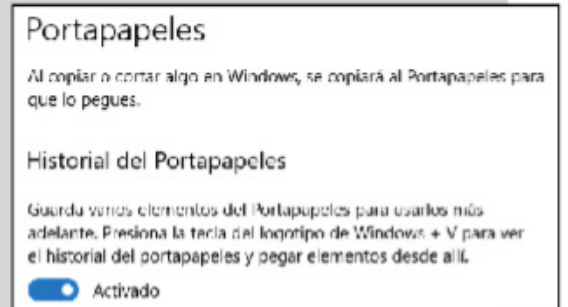 Portapapeles
Al copiar o cortar algo en Windows, se copiará al Portapapeles para
que lo pegues.
Historial del Portapapeles
Guarda varios elementos del Portapapeles para usarlos más
adelante. Presiona la tecla del logotipo de Windows + V para ver
el historial del portapapeles y pegar elementos desde allí.
Activado